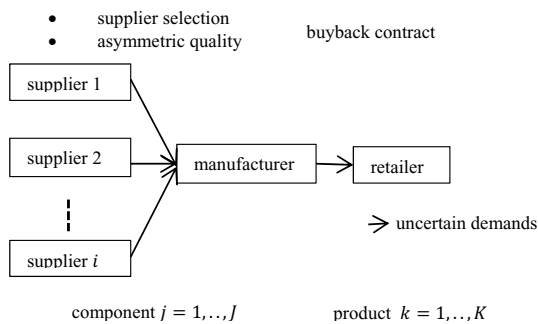 • supplier selection
• asymmetric quality
buyback contract
supplier 1
supplier 2
manufacturer
retailer
uncertain demands
supplier i
component j = 1,..,J
product k = 1,..,K